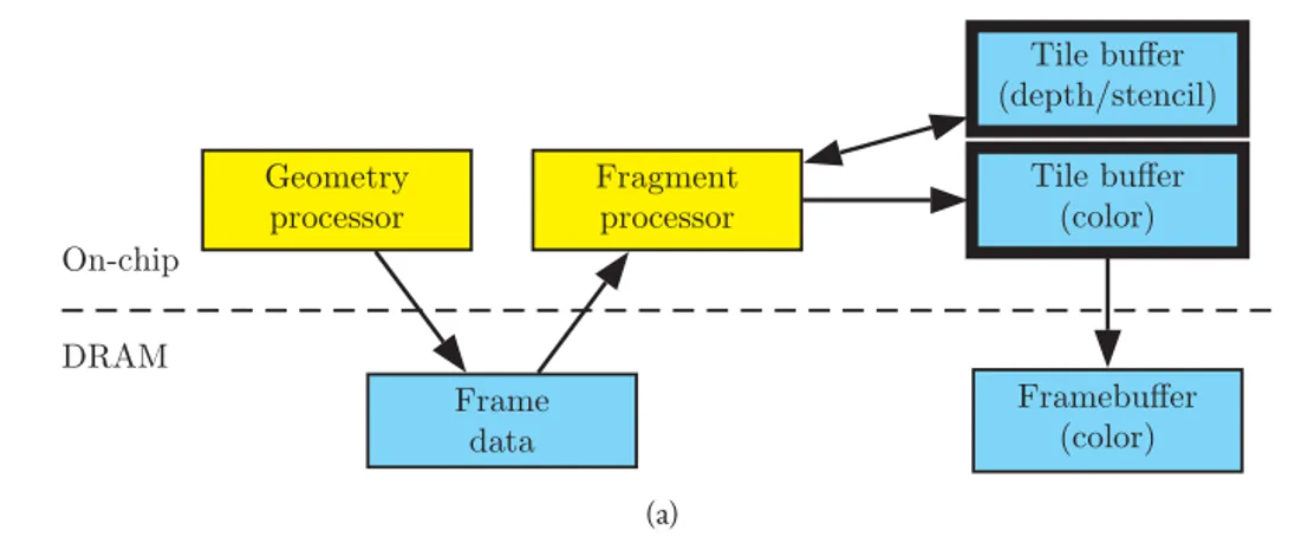 Tile buffer
(depth/stencil)
Geometry
processor
Fragment
processor
Tile buffer
(color)
On-chip
DRAM
Frame
data
Framebuffer
(color)
(a)